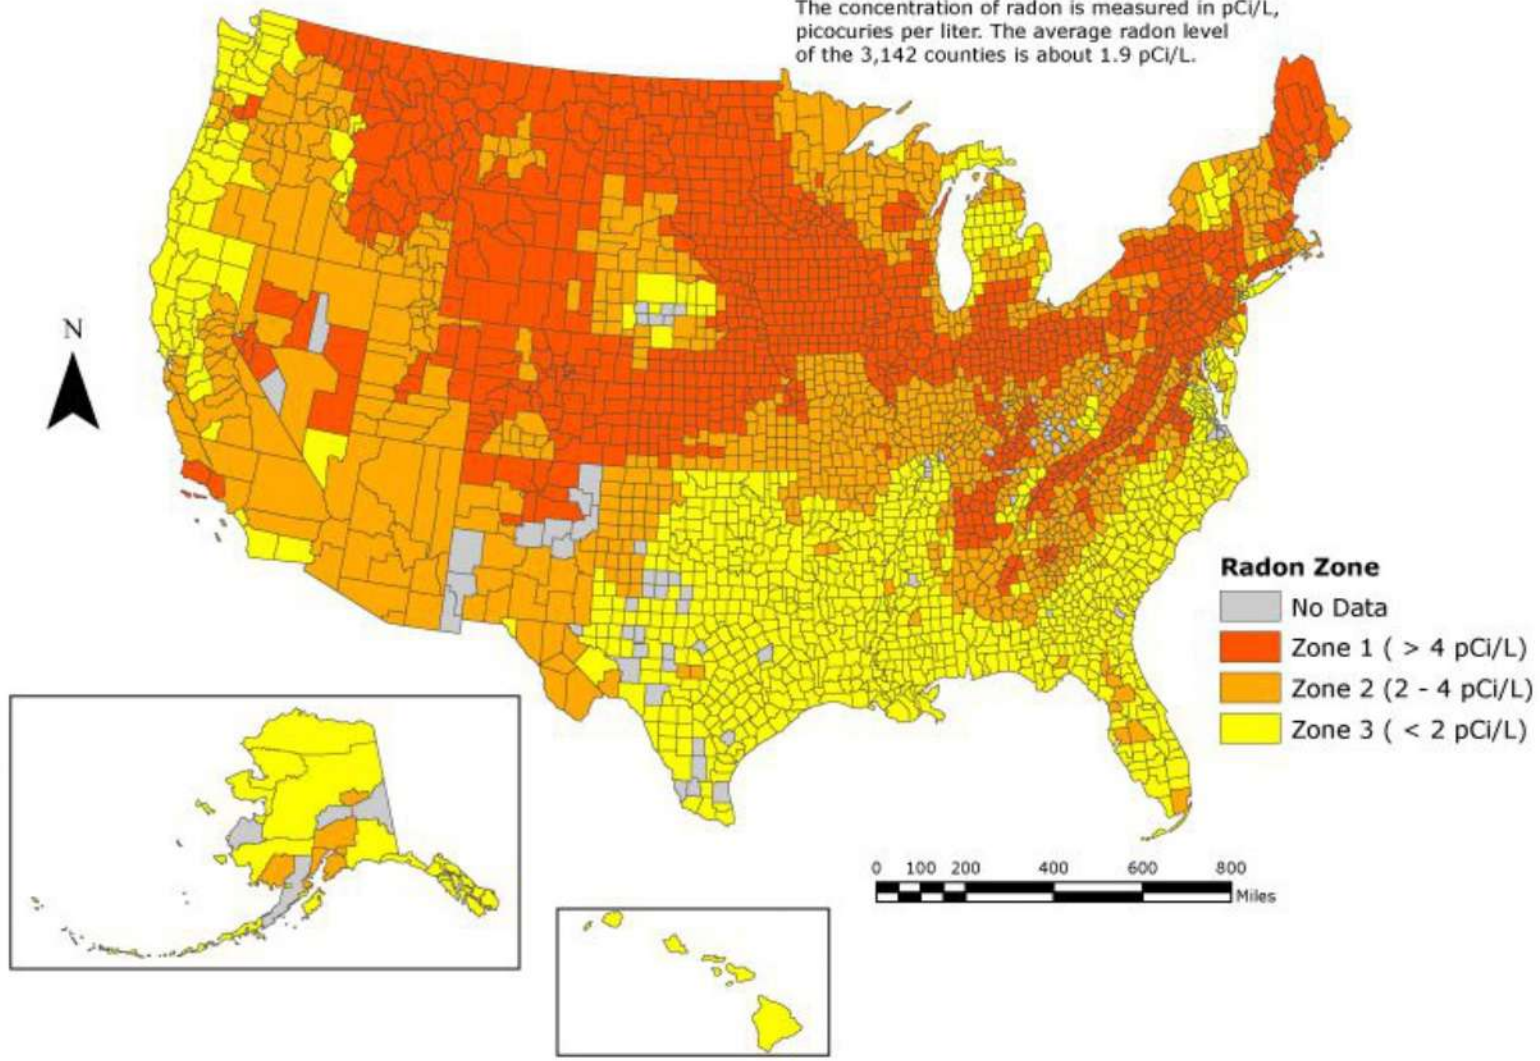 The concentration of radon is measured in pCi/L,
picocuries per liter. The average radon level
of the 3,142 counties is about 1.9 pCi/L.
N
Radon Zone
No Data
Zone 1 ( > 4 pCi/L)
Zone 2 (2 - 4 pCi/L)
Zone 3 ( < 2 pCi/L)
0 100 200 400 600 800
Miles